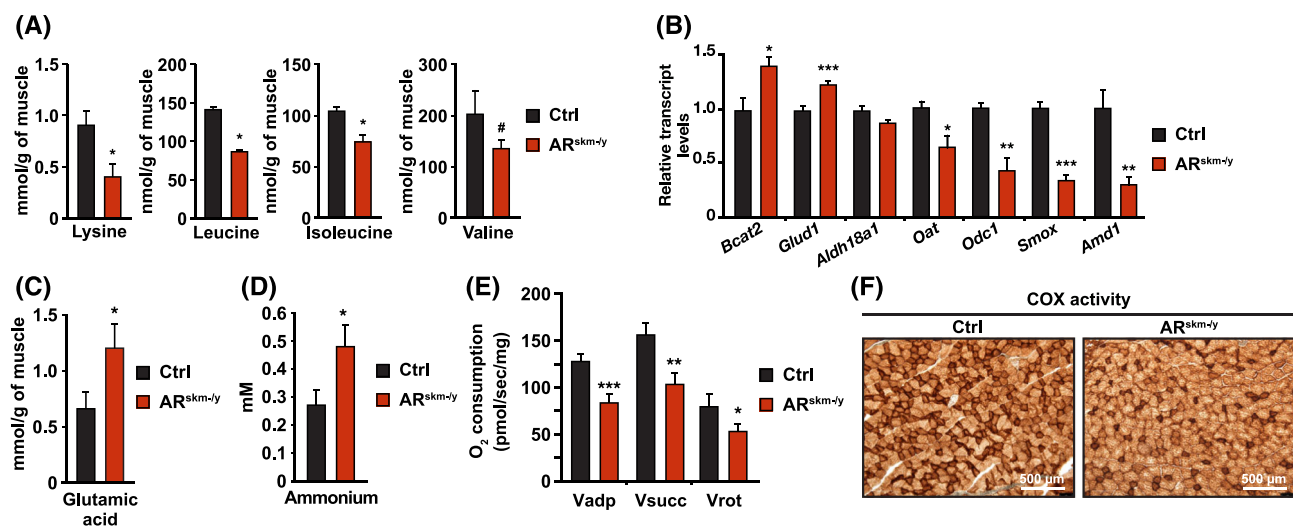 (A)
mmol/g of muscle
1.5
1.0
0.5
0
*
Lysine
nmol/g of muscle
200
150
100
50
0
*
Leucine
nmol/g of muscle
150
100
50
0
*
Isoleucine
nmol/g of muscle
300
200
100
0
#
Valine
Ctrl
ARskm-/y
(B)
Relative transcript
levels
1.5
1.0
0.5
0
* *** * ** *** **
Bcat2 Glud1 Aldh18a1 Oat Odc1 Smox Amd1
Ctrl
ARskm-/y
(C)
mmol/g of muscle
1.5
1.0
0.5
0
*
Glutamic
acid
Ctrl
ARskm-/y
(D)
mM
0.6
0.5
0.4
0.3
0.2
0.1
0
*
Ammonium
Ctrl
ARskm-/y
(E)
O2 consumption
(pmol/sec/mg)
200
150
100
50
0
*** ** *
Vadp Vsucc Vrot
Ctrl
ARskm-/y
(F)
COX activity
Ctrl ARskm-/y
500 µm 500 µm